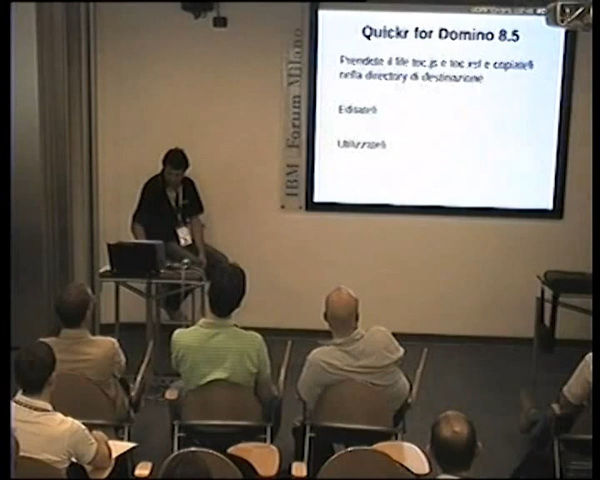 Quickr for Domino 8.5
Prendete il file toc.js e toc.xsl e copiateli
nella directory di destinazione
Editateli
Utilizzateli
IBM Forum Milano